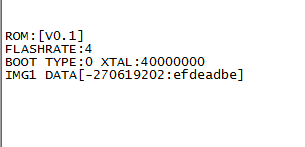 ROM:[V0.1]
FLASHRATE:4
BOOT TYPE:0 XTAL:40000000
IMG1 DATA[-270619202:efdeadbe]